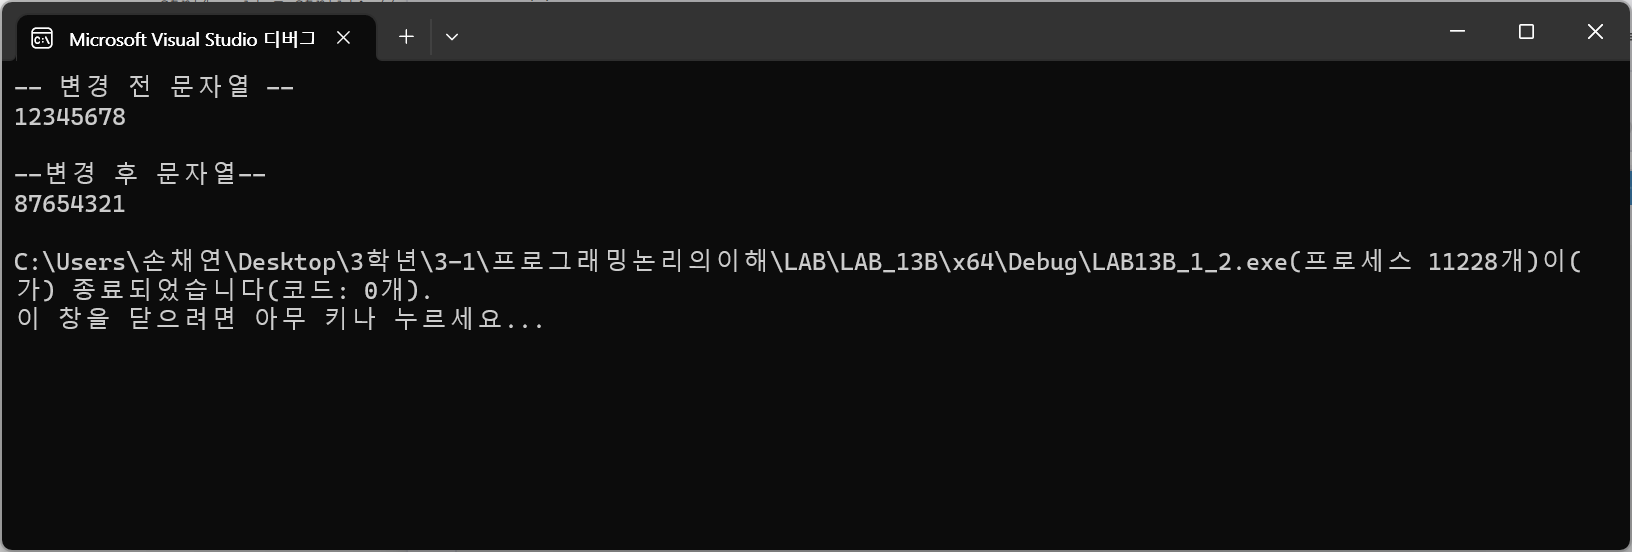 Microsoft Visual Studio 디버그
-- 변경 전 문자열 --
12345678
--변경 후 문자열--
87654321
C:\Users\손채연\Desktop\3학년\3-1\프로그래밍논리의이해\LAB\LAB_13B\x64\Debug\LAB13B_1_2.exe(프로세스 11228개)이(
가) 종료되었습니다(코드: 0개).
이 창을 닫으려면 아무 키나 누르세요...